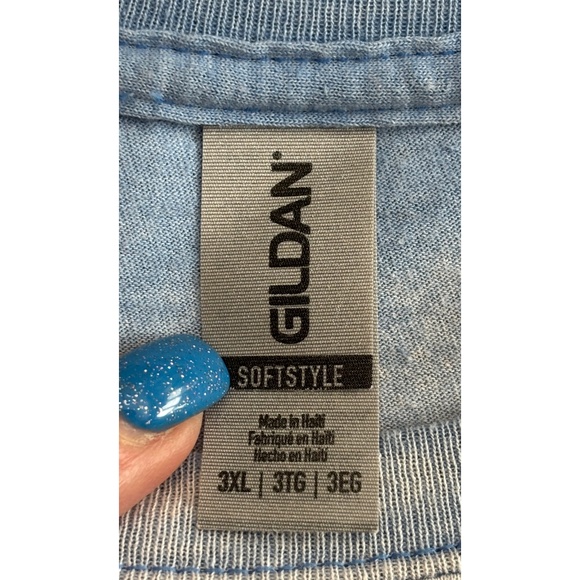 GILDAN®
SOFTSTYLE
Made in Haiti
Fabriqué en Haïti
Hecho en Haití
3XL | 3TG | 3EG